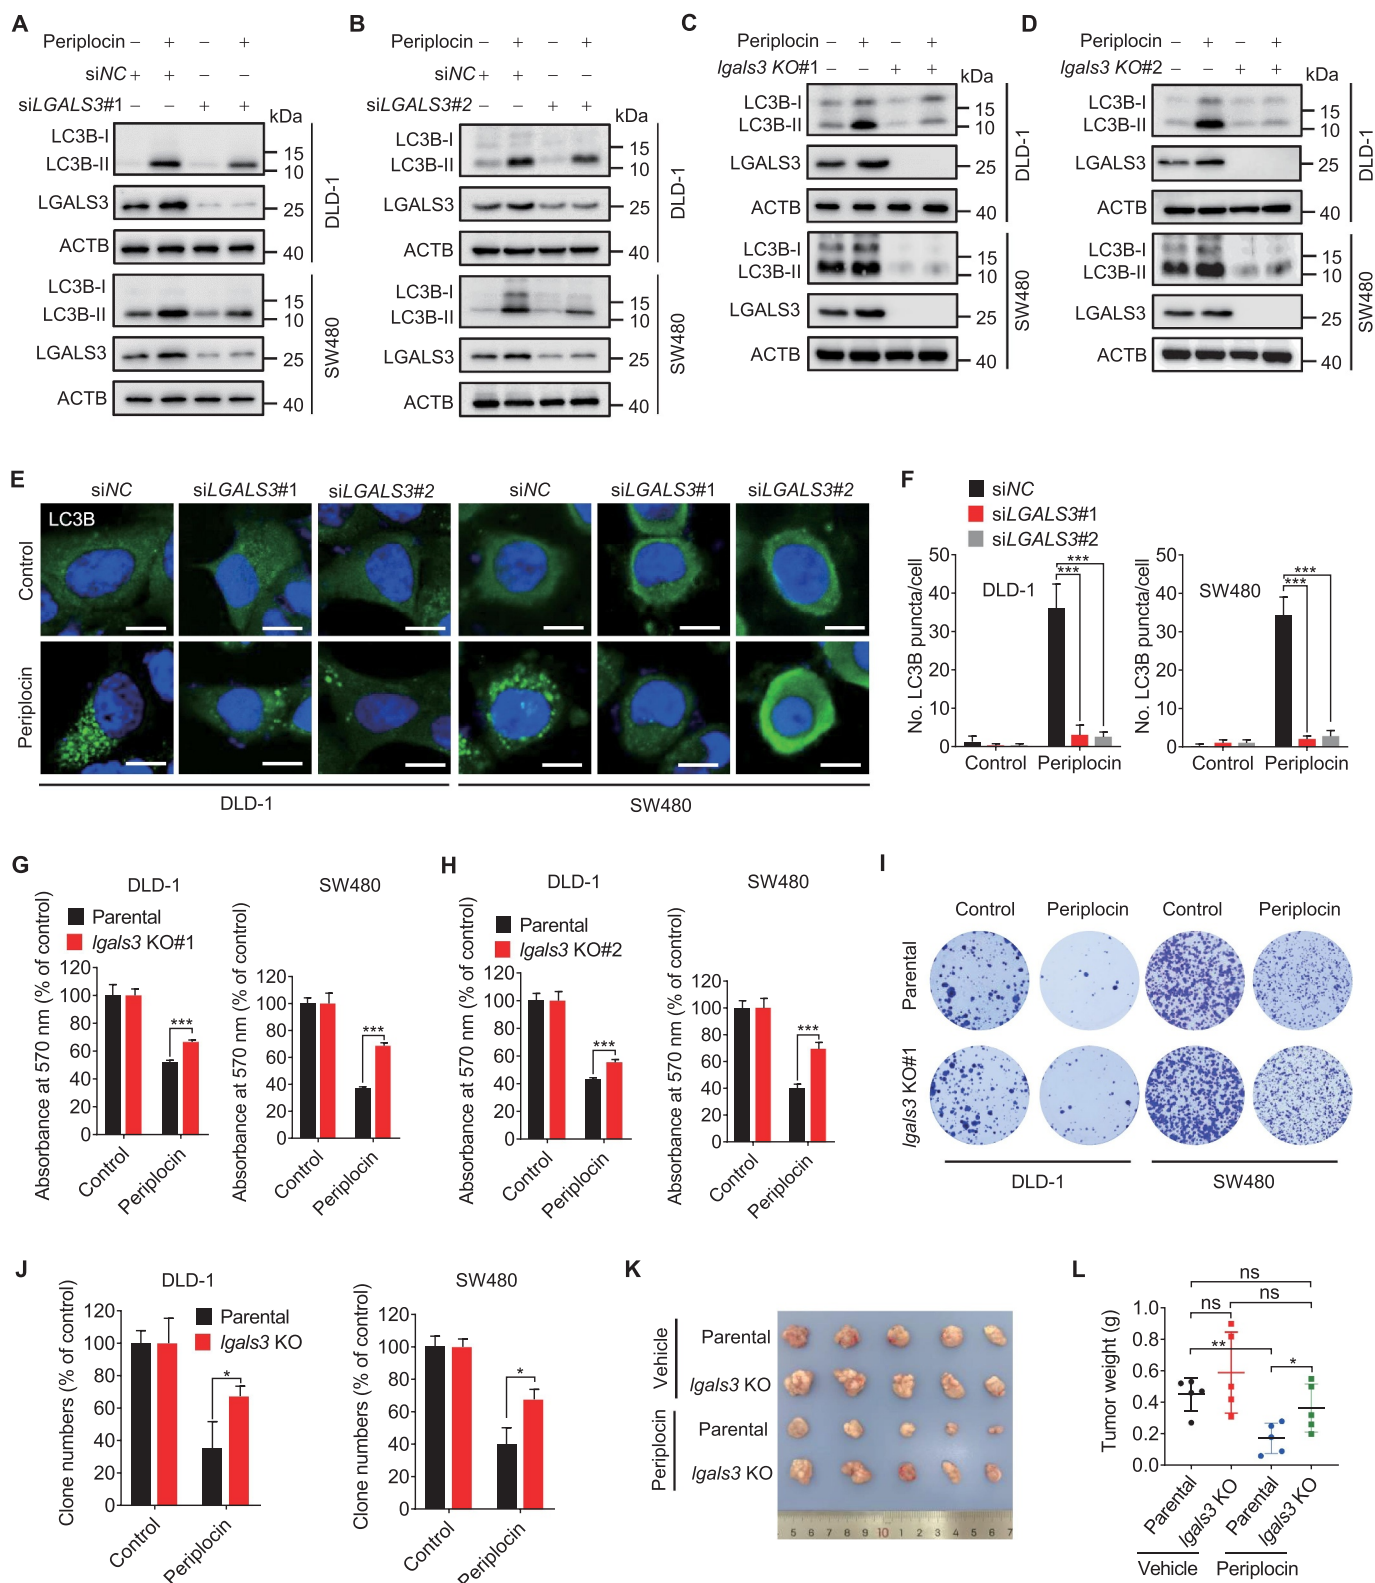 A
Periplocin − + − +
siNC + + − −
siLGALS3#1 − − + +
kDa
LC3B-I
LC3B-II
15
10
LGALS3
25
ACTB
40
DLD-1
LC3B-I
LC3B-II
15
10
LGALS3
25
ACTB
40
SW480
B
Periplocin − + − +
siNC + + − −
siLGALS3#2 − − + +
kDa
LC3B-I
LC3B-II
15
10
LGALS3
25
ACTB
40
DLD-1
LC3B-I
LC3B-II
15
10
LGALS3
25
ACTB
40
SW480
C
Periplocin − + − +
lgals3 KO#1 − − + +
kDa
LC3B-I
LC3B-II
15
10
LGALS3
25
ACTB
40
DLD-1
LC3B-I
LC3B-II
15
10
LGALS3
25
ACTB
40
SW480
D
Periplocin − + − +
lgals3 KO#2 − − + +
kDa
LC3B-I
LC3B-II
15
10
LGALS3
25
ACTB
40
DLD-1
LC3B-I
LC3B-II
15
10
LGALS3
25
ACTB
40
SW480
E
siNC siLGALS3#1 siLGALS3#2 siNC siLGALS3#1 siLGALS3#2
LC3B
Control
Periplocin
DLD-1 SW480
F
siNC
siLGALS3#1
siLGALS3#2
No. LC3B puncta/cell
50
40
30
20
10
0
DLD-1
***
***
Control Periplocin
No. LC3B puncta/cell
50
40
30
20
10
0
SW480
***
***
Control Periplocin
G
DLD-1
Parental
lgals3 KO#1
Absorbance at 570 nm (% of control)
120
100
80
60
40
20
0
***
Control
Periplocin
SW480
Absorbance at 570 nm (% of control)
120
100
80
60
40
20
0
***
Control
Periplocin
H
DLD-1
Parental
lgals3 KO#2
Absorbance at 570 nm (% of control)
120
100
80
60
40
20
0
***
Control
Periplocin
SW480
Absorbance at 570 nm (% of control)
120
100
80
60
40
20
0
***
Control
Periplocin
I
Control Periplocin Control Periplocin
Parental
lgals3 KO#1
DLD-1 SW480
J
DLD-1
Parental
lgals3 KO
Clone numbers (% of control)
120
100
80
60
40
20
0
*
Control
Periplocin
SW480
Clone numbers (% of control)
120
100
80
60
40
20
0
*
Control
Periplocin
K
Vehicle
Parental
lgals3 KO
Periplocin
Parental
lgals3 KO
5 6 7 8 9 10 1 2 3 4 5 6 7
L
Tumor weight (g)
1.0
0.8
0.6
0.4
0.2
0.0
ns
ns
ns
**
*
Parental
lgals3 KO
Parental
lgals3 KO
Vehicle Periplocin